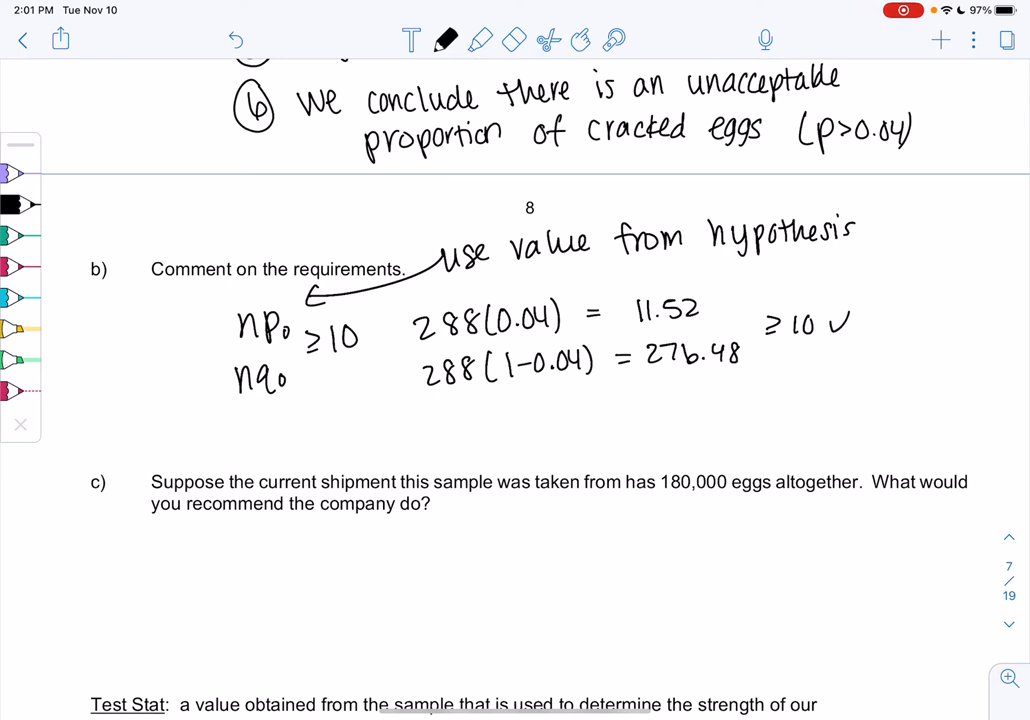 2:01 PM Tue Nov 10
97%
T
6 We conclude there is an unacceptable
proportion of cracked eggs (p>0.04)
8
use value from hypothesis
b) Comment on the requirements.
np₀ ≥10 288(0.04) = 11.52 ≥ 10 ✓
nq₀ 288(1-0.04) = 276.48
c) Suppose the current shipment this sample was taken from has 180,000 eggs altogether. What would
you recommend the company do?
7
/
19
Test Stat: a value obtained from the sample that is used to determine the strength of our